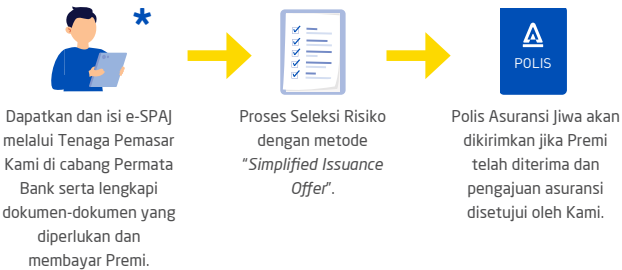 *
POLIS
Dapatkan dan isi e-SPAJ
melalui Tenaga Pemasar
Kami di cabang Permata
Bank serta lengkapi
dokumen-dokumen yang
diperlukan dan
membayar Premi.
Proses Seleksi Risiko
dengan metode
“Simplified Issuance
Offer”.
Polis Asuransi Jiwa akan
dikirimkan jika Premi
telah diterima dan
pengajuan asuransi
disetujui oleh Kami.